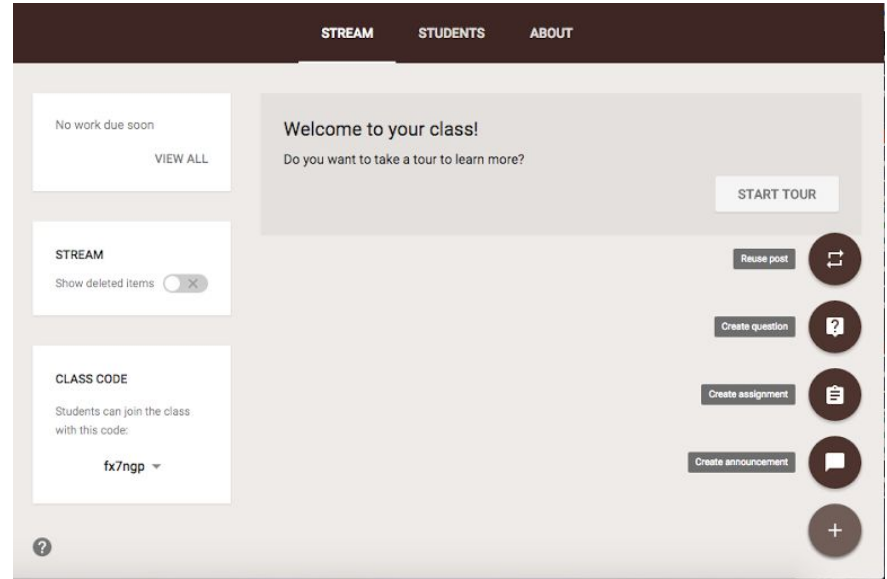 STREAM STUDENTS ABOUT
No work due soon
VIEW ALL
STREAM
Show deleted items
CLASS CODE
Students can join the class
with this code:
fx7ngp
Welcome to your class!
Do you want to take a tour to learn more?
START TOUR
Reuse post
Create question
Create assignment
Create announcement